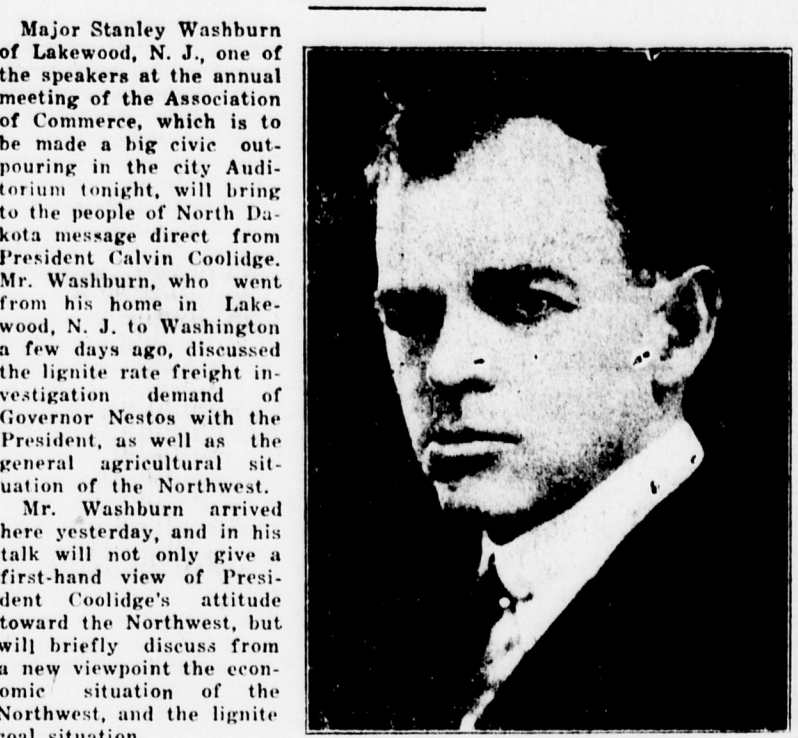 Major Stanley Washburn
of Lakewood, N. J., one of
the speakers at the annual
meeting of the Association
of Commerce, which is to
be made a big civic out-
pouring in the city Audi-
torium tonight, will bring
to the people of North Da-
kota message direct from
President Calvin Coolidge.
Mr. Washburn, who went
from his home in Lake-
wood, N. J. to Washington
a few days ago, discussed
the lignite rate freight in-
vestigation demand of
Governor Nestos with the
President, as well as the
general agricultural sit-
uation of the Northwest.
Mr. Washburn arrived
here yesterday, and in his
talk will not only give a
first-hand view of Presi-
dent Coolidge's attitude
toward the Northwest, but
will briefly discuss from
a new viewpoint the econ-
omic situation of the
Northwest, and the lignite
coal situation